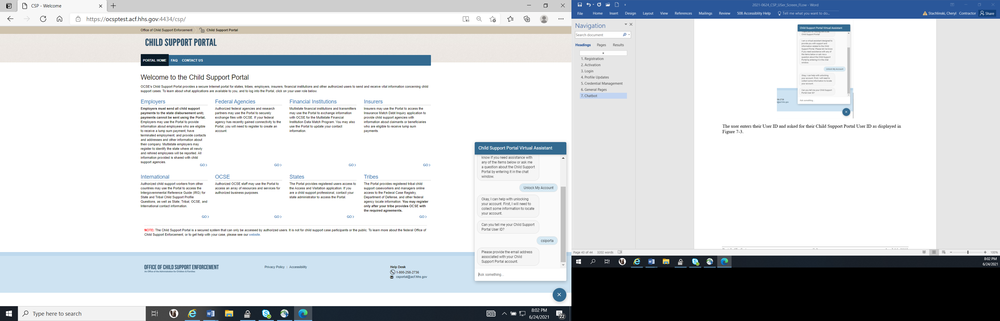 CSP - Welcome
https://ocsptest.acf.hhs.gov:4434/csp/
Office of Child Support Enforcement
Child Support Portal
CHILD SUPPORT PORTAL
PORTAL HOME FAQ CONTACT US
Welcome to the Child Support Portal
OCSE's Child Support Portal provides a secure Internet portal for states, tribes, employers, insurers, financial institutions and other authorized users to send and receive vital information concerning child
support cases. To learn about what applications are available to you, and to log into the Portal, click on your user role below.
Employers
Employers must send all child support
payments to the state disbursement unit;
payments cannot be sent using the Portal.
Employers may use the Portal to provide
information about employees who are eligible
to receive a lump sum payment, have
terminated employment, and provide contacts
and addresses and other information about
their company. Multistate employers may
register to identify the state where all newly
and rehired employees will be reported. All
information provided is shared with child
support agencies.
GO >
Federal Agencies
Authorized federal agencies and research
partners may use the Portal to securely
exchange files with OCSE. If your federal
agency has recently gained connectivity to the
Portal, you will need to register to create an
account.
GO >
Financial Institutions
Multistate financial institutions and transmitters
may use the Portal to exchange information
with OCSE for the Multistate Financial
Institution Data Match Program. You may also
use the Portal to update your contact
information.
GO >
Insurers
Insurers may use the Portal to access the
Insurance Match Debt Inquiry application to
provide child support agencies with
information about claimants or beneficiaries
who are eligible to receive lump sum
payments.
GO >
International
Authorized child support workers from other
countries may use the Portal to access the
Intergovernmental Reference Guide (IRG) for
State and Tribal Child Support Profile
Questions, as well as State, Tribal, OCSE, and
International contact information.
GO >
OCSE
Authorized OCSE staff may use the Portal to
access an array of resources and services for
authorized business purposes.
GO >
States
The Portal provides registered users access to
the Access and Visitation application. If you
are a child support professional, contact your
state administrator to access the Portal.
GO >
Tribes
The Portal provides registered tribal child
support caseworkers and managers online
access to the Federal Case Registry,
Department of Defense, and other federal
agency locate information. You may register
only after your tribe provides OCSE with
the required agreements.
GO >
NOTE: The Child Support Portal is a secured system that can only be accessed by authorized users. It is not for child support case participants or the public. To learn more about the federal Office of
Child Support Enforcement, or to get help with your case, please see our website.
OFFICE OF CHILD SUPPORT ENFORCEMENT
An Office of the Administration for Children & Families
Privacy Policy | Accessibility
Help Desk
1-800-258-2736
csportal@acf.hhs.gov
Child Support Portal Virtual Assistant
know if you need assistance with
any of the items below or ask me
a question about the Child Support
Portal by entering it in the chat
window.
Unlock My Account
Okay, I can help with unlocking
your account. First, I will need to
collect some information to locate
your account.
Can you tell me your Child Support
Portal User ID?
csiporta
Please provide the email address
associated with your Child
Support Portal account.
Ask something...
Type here to search
8:02 PM
6/24/2021
22
2021-0624_CSP_USer_Screen_FLow - Word
File Home Insert Design Layout View References Mailings Review 508 Accessiblity Help Tell me what you want to do...
Stachlinski, Cheryl Contractor Share
Navigation
Search document
Headings Pages Results
1. Registration
2. Activation
3. Login
4. Profile Updates
5. Credential Management
6. General Pages
7. Chatbot
Child Support Portal Virtual Assistant
Child Support Portal!
I am a virtual assistant designed to
provide you with support and
information related to the Child
Support Portal. Please let me know
if you need assistance with any of
the items below or ask me a
question about the Child Support
Portal by entering it in the chat
window.
Unlock My Account
Okay, I can help with unlocking
your account. First, I will need to
collect some information to locate
your account.
Can you tell me your Child Support
Portal User ID?
Ask something...
58-2736
@acf.hhs.gov
The user enters their User ID and asked for their Child Support Portal User ID as displayed in
Figure 7-3.
Page 43 of 44 3202 words
100%
8:02 PM
6/24/2021